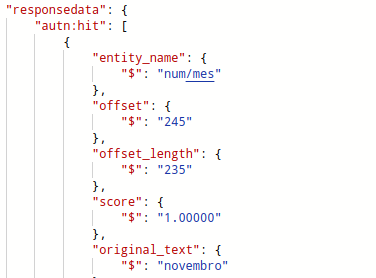 "responsedata": {
"autn:hit": [
{
"entity_name": {
"$": "num/mes"
},
"offset": {
"$": "245"
},
"offset_length": {
"$": "235"
},
"score": {
"$": "1.00000"
},
"original_text": {
"$": "novembro"